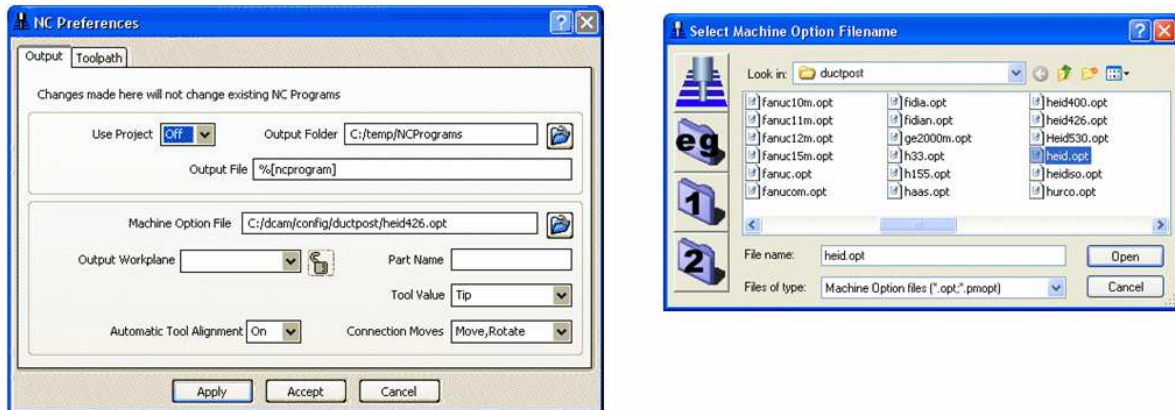 NC Preferences
Output Toolpath
Changes made here will not change existing NC Programs
Use Project Off Output Folder C:/temp/NCPrograms
Output File %[ncprogram]
Machine Option File C:/dcam/config/ductpost/heid426.opt
Output Workplane Part Name
Tool Value Tip
Automatic Tool Alignment On Connection Moves Move,Rotate
Apply Accept Cancel
Select Machine Option Filename
Look in: ductpost
fanuc10m.opt fidia.opt heid400.opt
fanuc11m.opt fidian.opt heid426.opt
fanuc12m.opt ge2000m.opt Heid530.opt
fanuc15m.opt h33.opt heid.opt
fanuc.opt h155.opt heidiso.opt
fanucom.opt haas.opt hurco.opt
eg
1
2
File name: heid.opt Open
Files of type: Machine Option files (*.opt;*.pmopt) Cancel